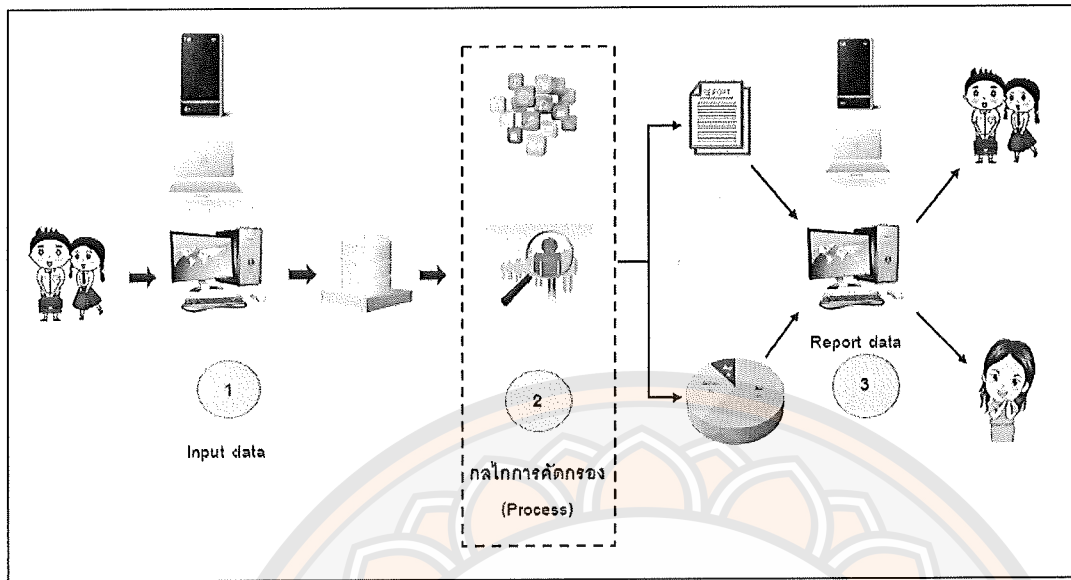 1
Input data
2
กลไกการคัดกรอง
(Process)
REPORT
Report data
3